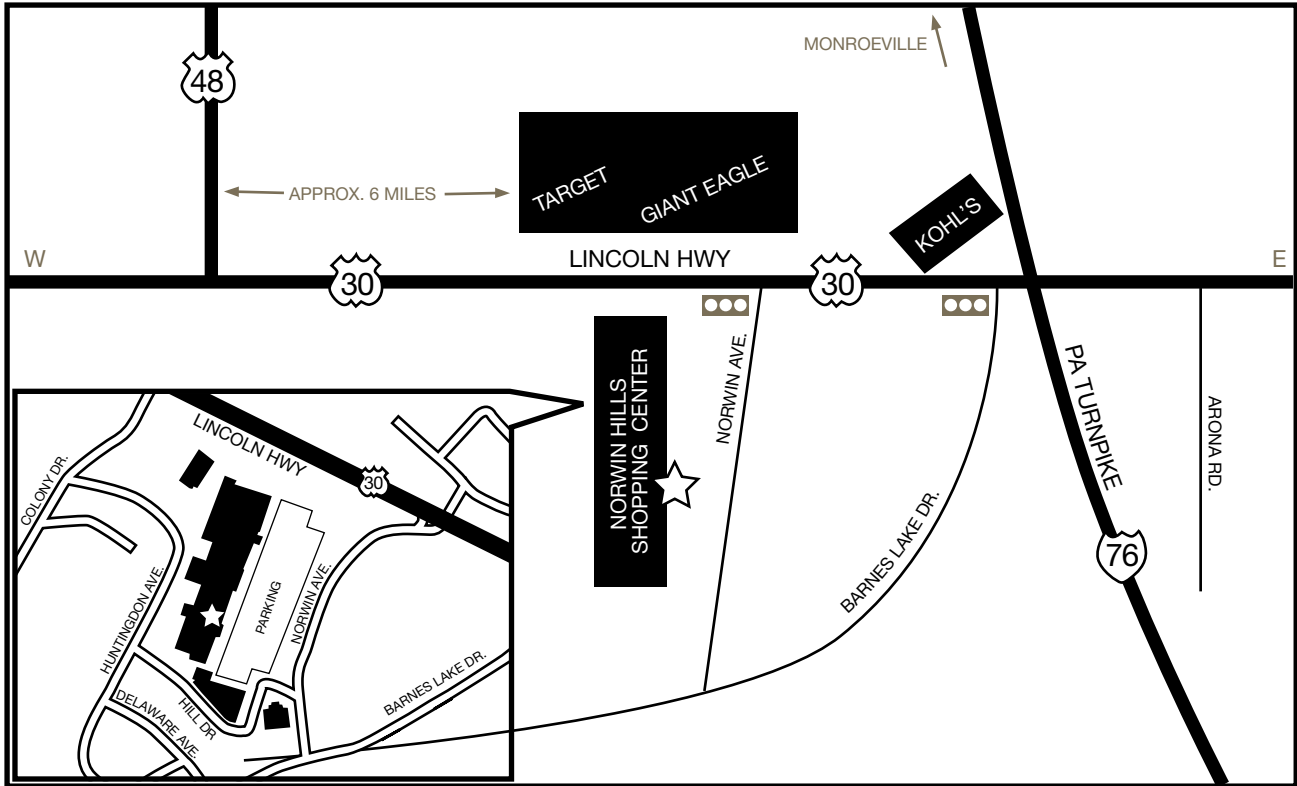 MONROEVILLE
48
TARGET
GIANT EAGLE
APPROX. 6 MILES
KOHL'S
W
LINCOLN HWY
E
30
30
NORWIN HILLS
SHOPPING CENTER
NORWIN AVE.
PA TURNPIKE
ARONA RD.
BARNES LAKE DR.
76
LINCOLN HWY
30
COLONY DR.
HUNTINGDON AVE.
PARKING
NORWIN AVE.
BARNES LAKE DR.
HILL DR
DELAWARE AVE.